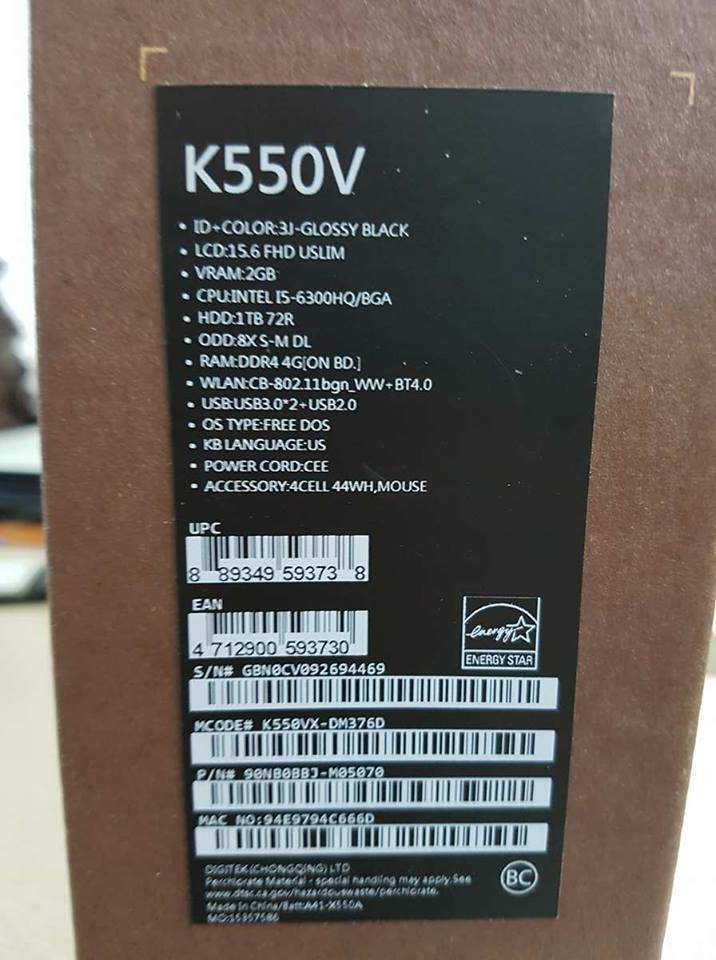 K550V
• ID+COLOR:3J-GLOSSY BLACK
• LCD:15.6 FHD USLIM
• VRAM:2GB
• CPU:INTEL I5-6300HQ/BGA
• HDD:1TB 72R
• ODD:8X S-M DL
• RAM:DDR4 4G[ON BD.]
• WLAN:CB-802.11bgn_WW+BT4.0
• USB:USB3.0*2+USB2.0
• OS TYPE:FREE DOS
• KB LANGUAGE:US
• POWER CORD:CEE
• ACCESSORY:4CELL 44WH,MOUSE
UPC
8 89349 59373 8
EAN
4 712900 593730
energy
ENERGY STAR
S/N# GBN0CV092694469
MCODE# K550VX-DM376D
P/N# 90NB0BBJ-M05070
MAC NO:94E9794C666D
DIGITEK (CHONGQING) LTD
Perchlorate Material - special handling may apply.See
www.dtsc.ca.gov/hazardouswaste/perchlorate.
Made in China/Batt:A41-X550A
MO:15357586
BC